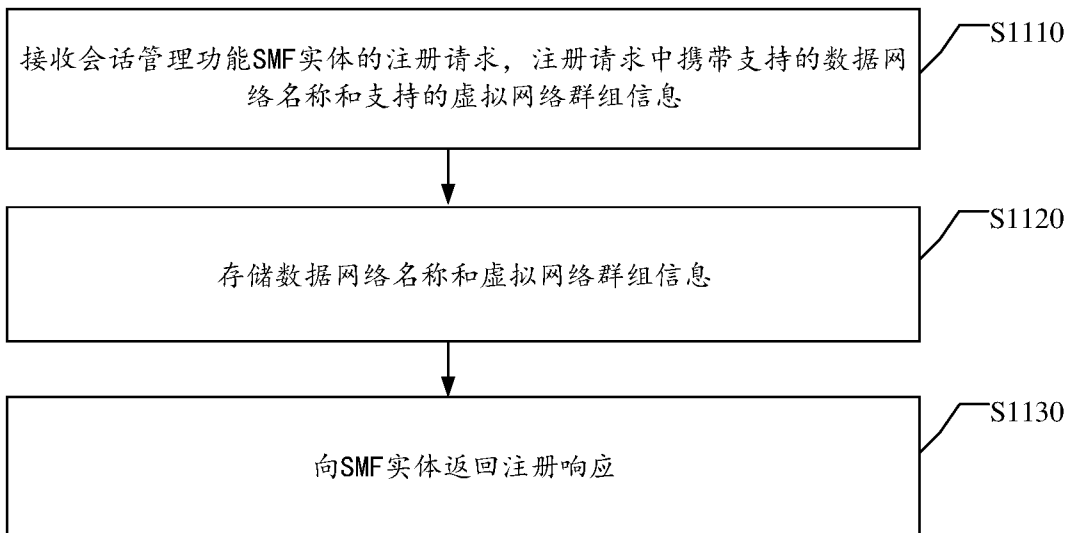 接收会话管理功能SMF实体的注册请求，注册请求中携带支持的数据网
络名称和支持的虚拟网络群组信息
S1110
存储数据网络名称和虚拟网络群组信息
S1120
向SMF实体返回注册响应
S1130